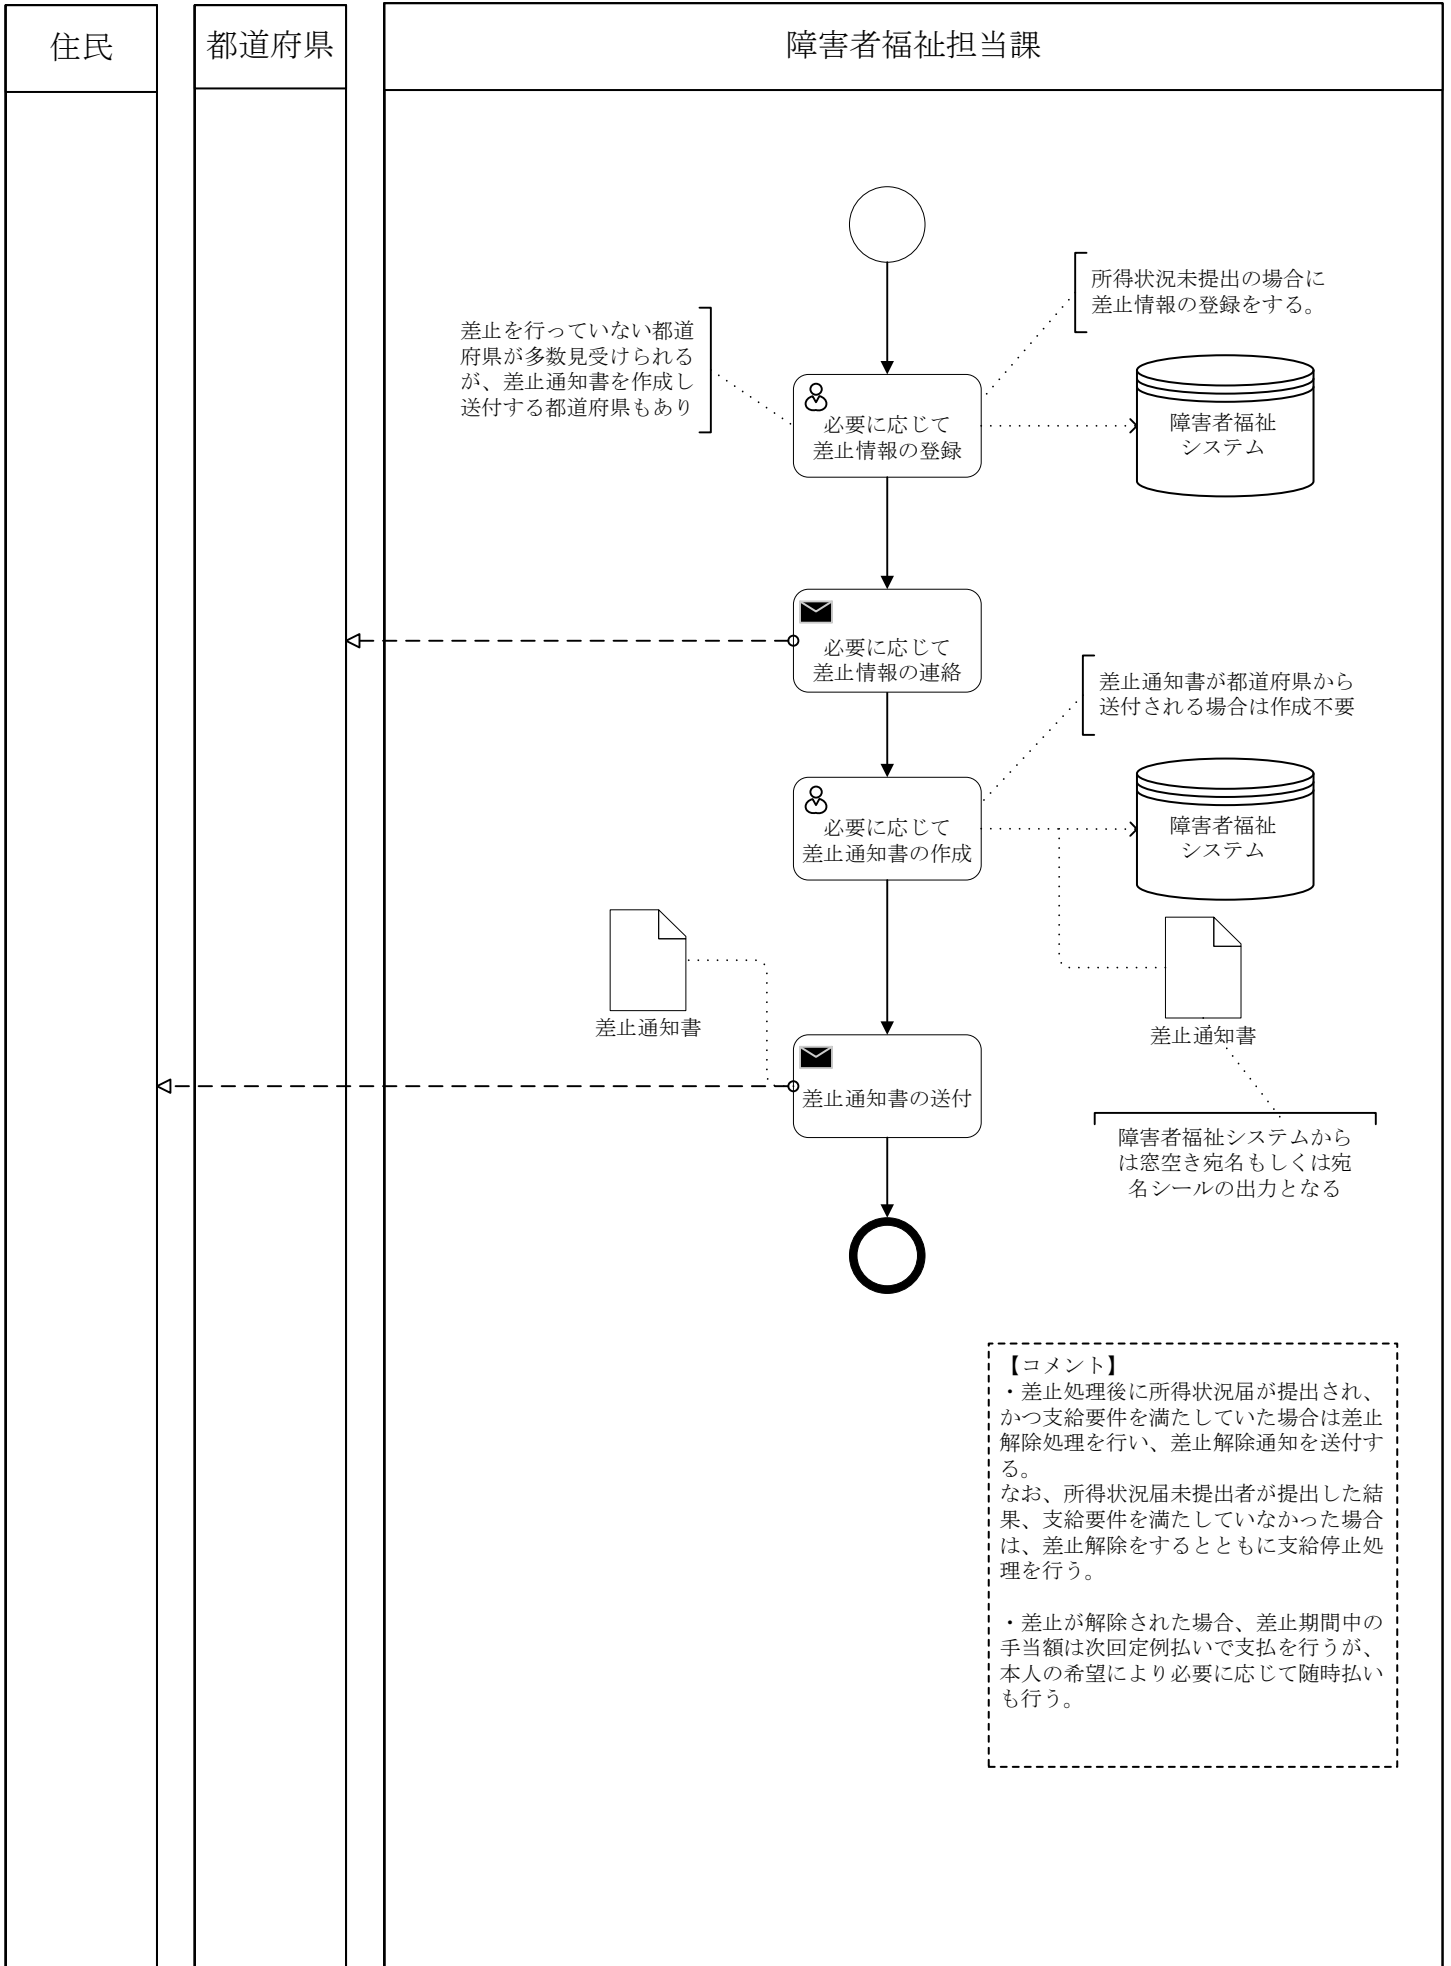 住民
都道府県
障害者福祉担当課
所得状況未提出の場合に
差止情報の登録をする。
差止を行っていない都道
府県が多数見受けられる
が、差止通知書を作成し
送付する都道府県もあり
必要に応じて
差止情報の登録
障害者福祉
システム
必要に応じて
差止情報の連絡
差止通知書が都道府県から
送付される場合は作成不要
必要に応じて
差止通知書の作成
障害者福祉
システム
差止通知書
差止通知書
差止通知書の送付
障害者福祉システムから
は窓空き宛名もしくは宛
名シールの出力となる
【コメント】
・差止処理後に所得状況届が提出され、
かつ支給要件を満たしていた場合は差止
解除処理を行い、差止解除通知を送付す
る。
なお、所得状況届未提出者が提出した結
果、支給要件を満たしていなかった場合
は、差止解除をするとともに支給停止処
理を行う。
・差止が解除された場合、差止期間中の
手当額は次回定例払いで支払を行うが、
本人の希望により必要に応じて随時払い
も行う。